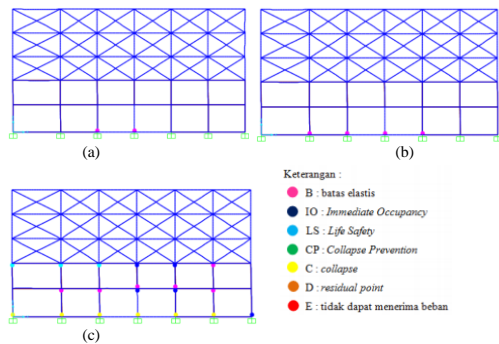 (a)
(b)
Keterangan :
B : batas elastis
IO : Immediate Occupancy
LS : Life Safety
CP : Collapse Prevention
C : collapse
D : residual point
E : tidak dapat menerima beban
(c)